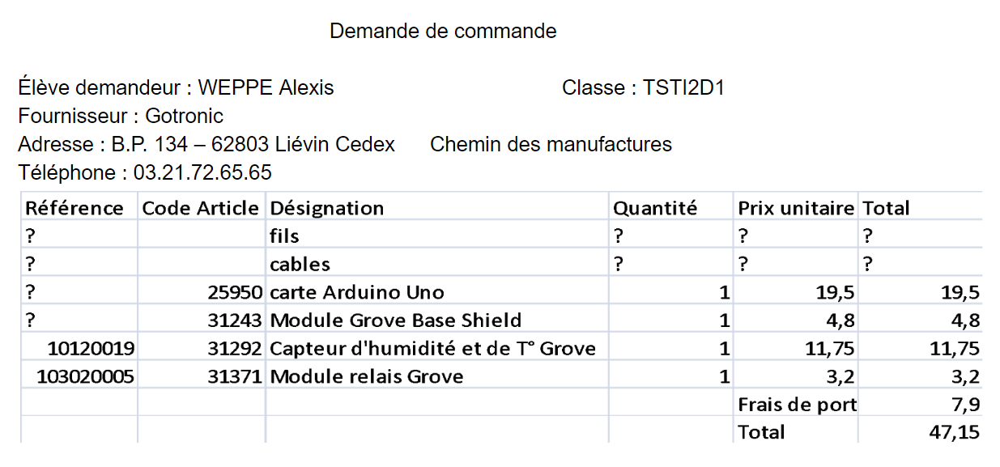 Demande de commande
Élève demandeur : WEPPE Alexis Classe : TSTI2D1
Fournisseur : Gotronic
Adresse : B.P. 134 – 62803 Liévin Cedex Chemin des manufactures
Téléphone : 03.21.72.65.65
Référence Code Article Désignation Quantité Prix unitaire Total
? fils ? ? ?
? cables ? ? ?
? 25950 carte Arduino Uno 1 19,5 19,5
? 31243 Module Grove Base Shield 1 4,8 4,8
10120019 31292 Capteur d'humidité et de T° Grove 1 11,75 11,75
103020005 31371 Module relais Grove 1 3,2 3,2
Frais de port 7,9
Total 47,15